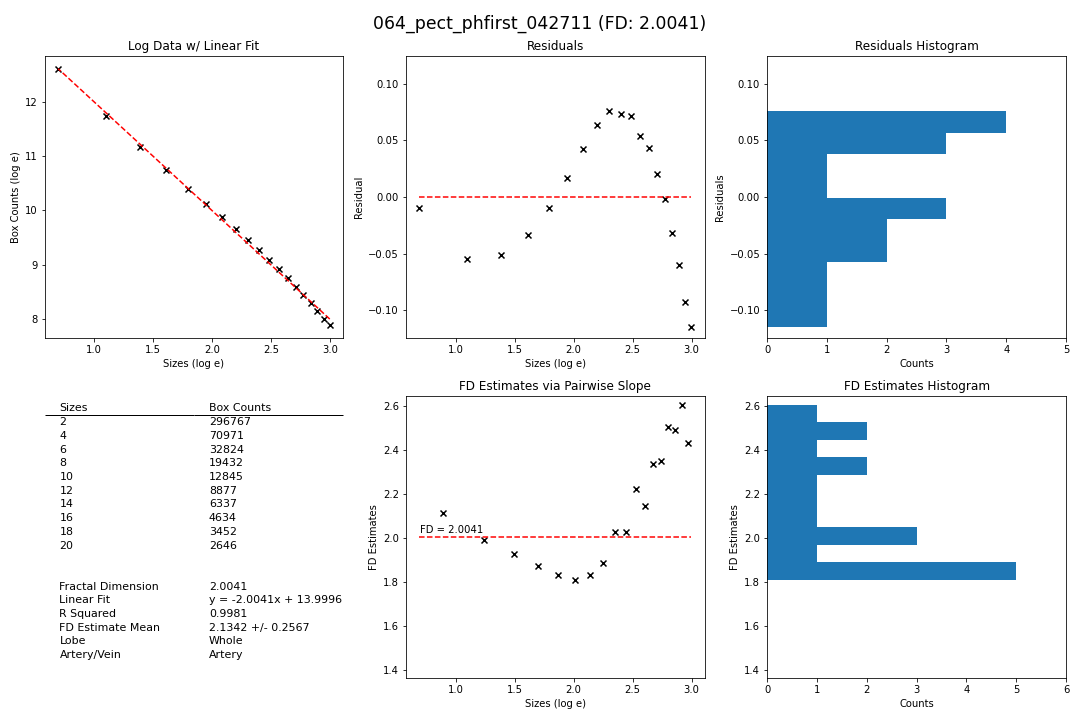 064_pect_phfirst_042711 (FD: 2.0041)
Log Data w/ Linear Fit
12
11
10
9
8
Box Counts (log e)
1.0 1.5 2.0 2.5 3.0
Sizes (log e)
Residuals
0.10
0.05
0.00
−0.05
−0.10
Residual
1.0 1.5 2.0 2.5 3.0
Sizes (log e)
Residuals Histogram
0.10
0.05
0.00
−0.05
−0.10
Residuals
0 1 2 3 4 5
Counts
Sizes Box Counts
2 296767
4 70971
6 32824
8 19432
10 12845
12 8877
14 6337
16 4634
18 3452
20 2646
Fractal Dimension 2.0041
Linear Fit y = -2.0041x + 13.9996
R Squared 0.9981
FD Estimate Mean 2.1342 +/- 0.2567
Lobe Whole
Artery/Vein Artery
FD Estimates via Pairwise Slope
2.6
2.4
2.2
2.0
1.8
1.6
1.4
FD Estimates
FD = 2.0041
1.0 1.5 2.0 2.5 3.0
Sizes (log e)
FD Estimates Histogram
2.6
2.4
2.2
2.0
1.8
1.6
1.4
FD Estimates
0 1 2 3 4 5 6
Counts